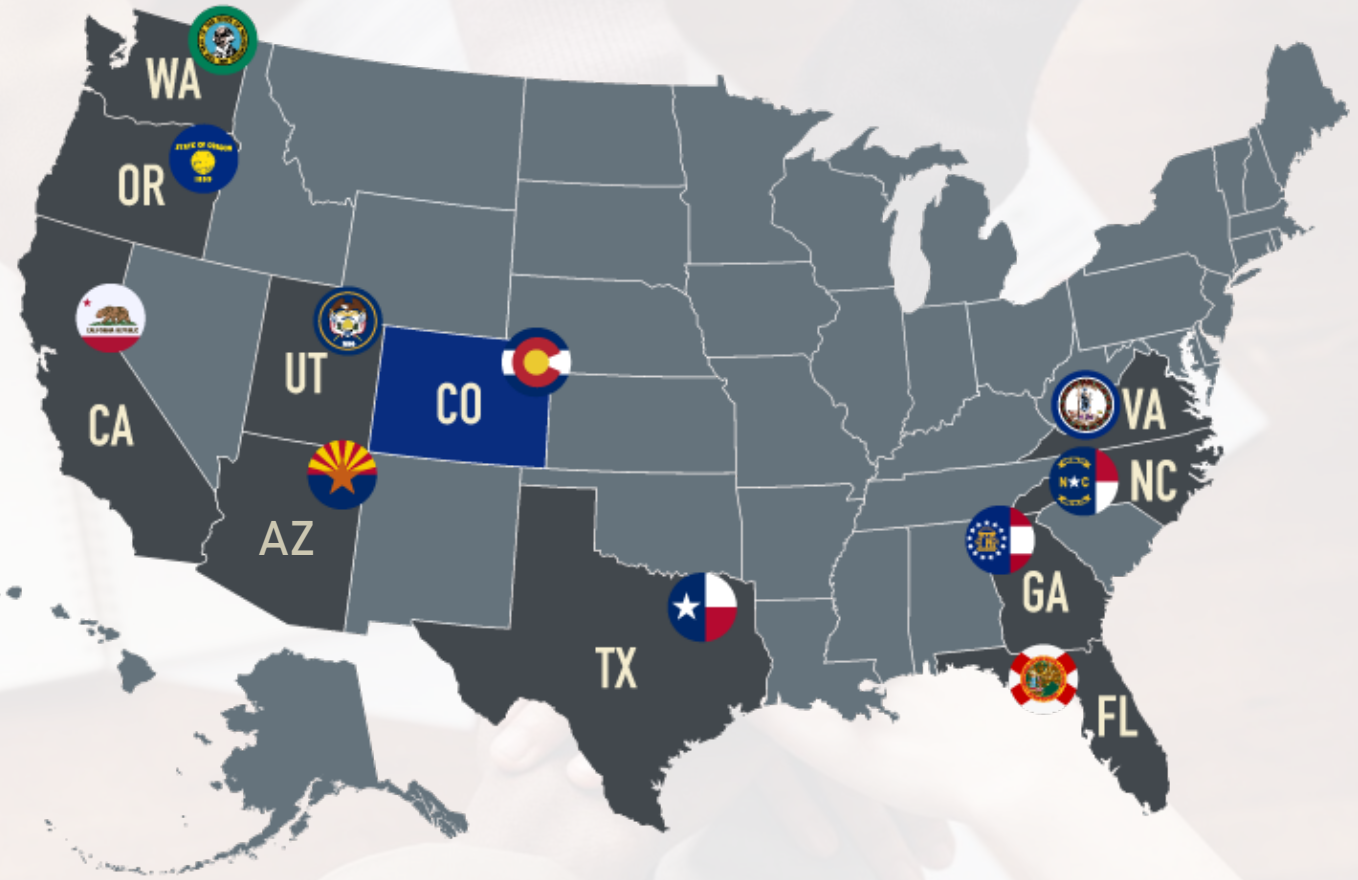 WA
STATE OF OREGON
1859
OR
CALIFORNIA REPUBLIC
UT
CO
CA
VA
N C
NC
AZ
GA
TX
FL